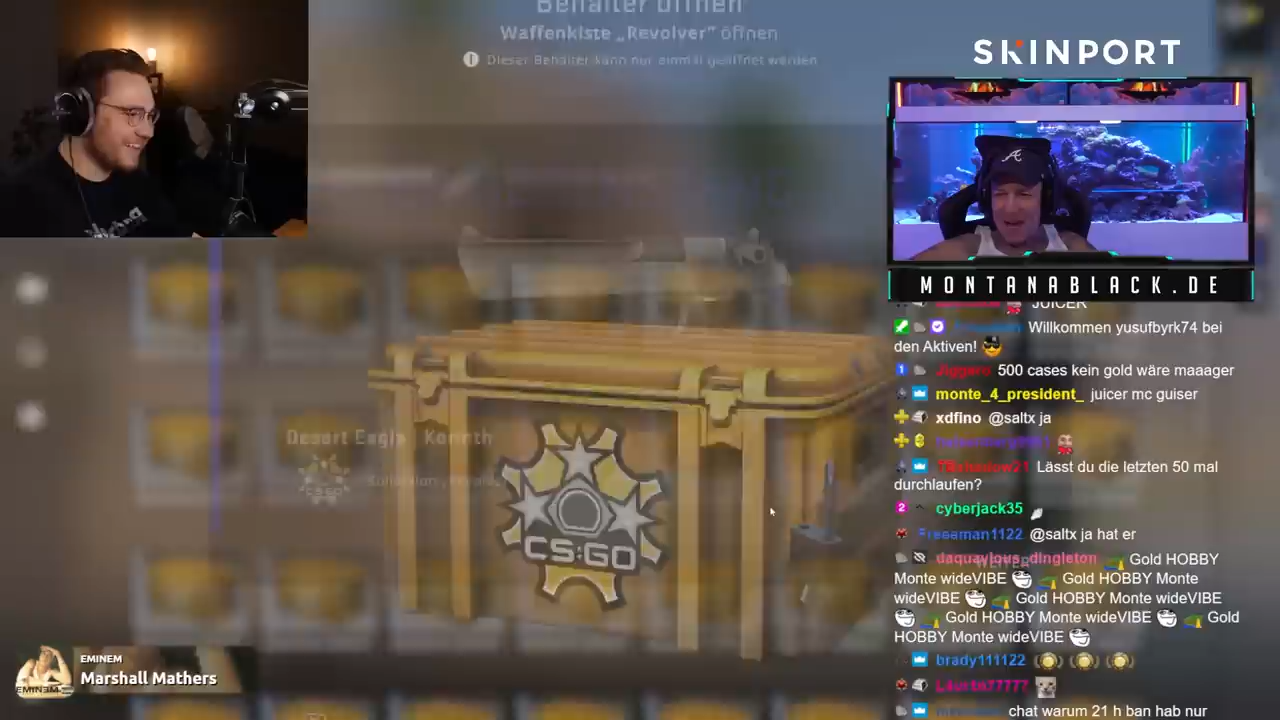 Behälter öffnen
Waffenkiste „Revolver“ öffnen
Dieser Behälter kann nur einmal geöffnet werden
SKINPORT
MONTANABLACK.DE
JUICER
Willkommen yusufbyrk74 bei
den Aktiven!
500 cases kein gold wäre maaager
monte_4_president_ juicer mc guiser
xdfino @saltx ja
Lässt du die letzten 50 mal
durchlaufen?
cyberjack35
Freeeman1122 @saltx ja hat er
daquavious_dingleton Gold HOBBY
Monte wideVIBE Gold HOBBY Monte
wideVIBE Gold HOBBY Monte wideVIBE
Gold HOBBY Monte wideVIBE Gold
HOBBY Monte wideVIBE
brady111122
chat warum 21 h ban hab nur
Desert Eagle
CS:GO
EMINEM
EMINEM
Marshall Mathers